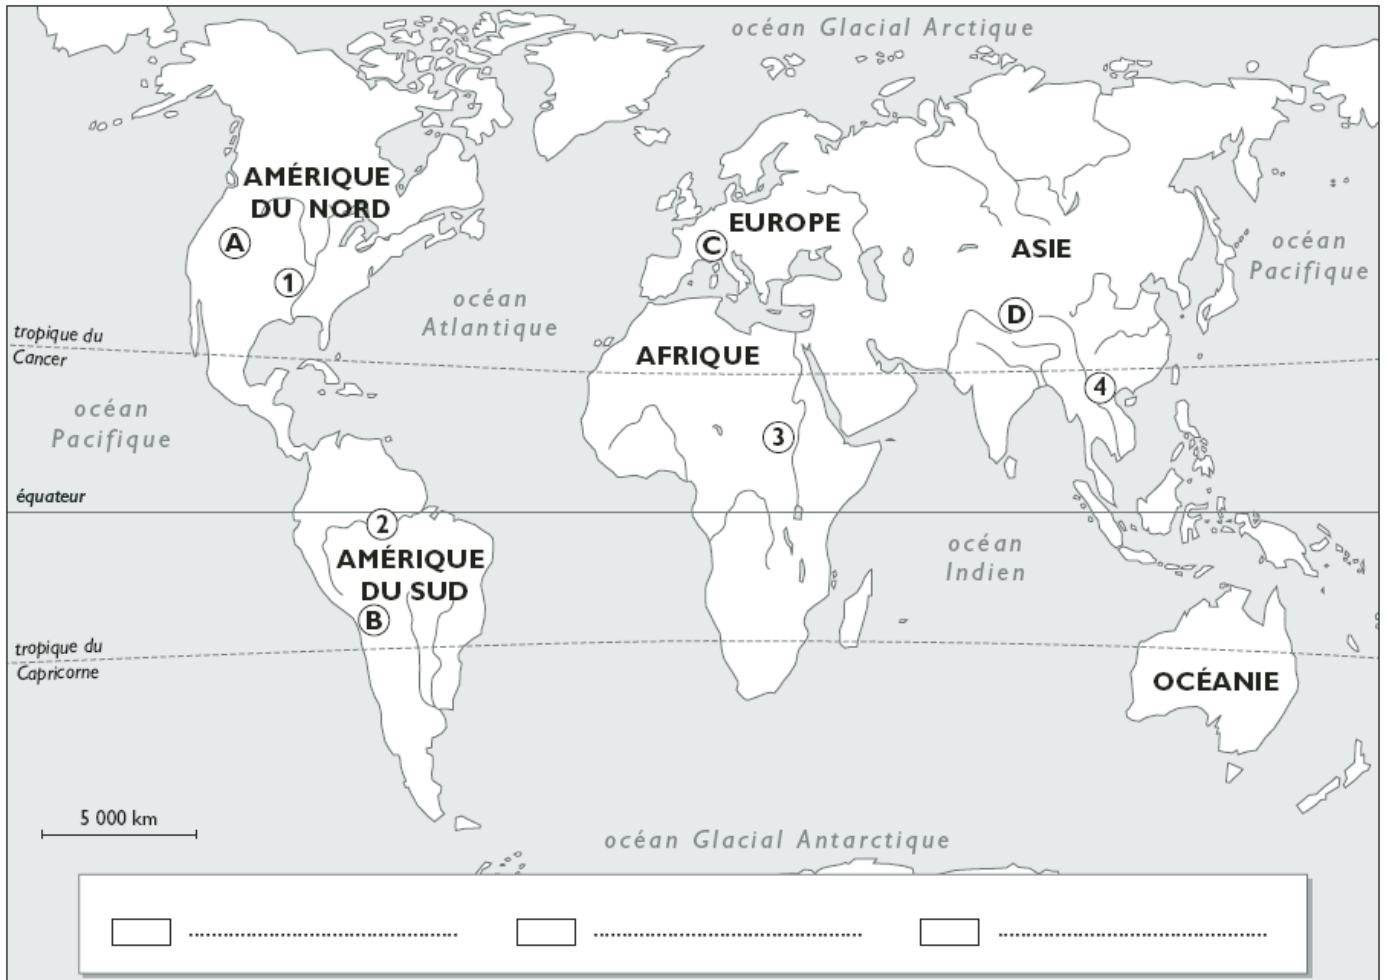 océan Glacial Arctique
AMÉRIQUE
DU NORD
A
1
EUROPE
C
ASIE
océan
Pacifique
océan
Atlantique
D
tropique du
Cancer
AFRIQUE
4
océan
Pacifique
3
équateur
2
AMÉRIQUE
DU SUD
B
océan
Indien
tropique du
Capricorne
OCÉANIE
5 000 km
océan Glacial Antarctique